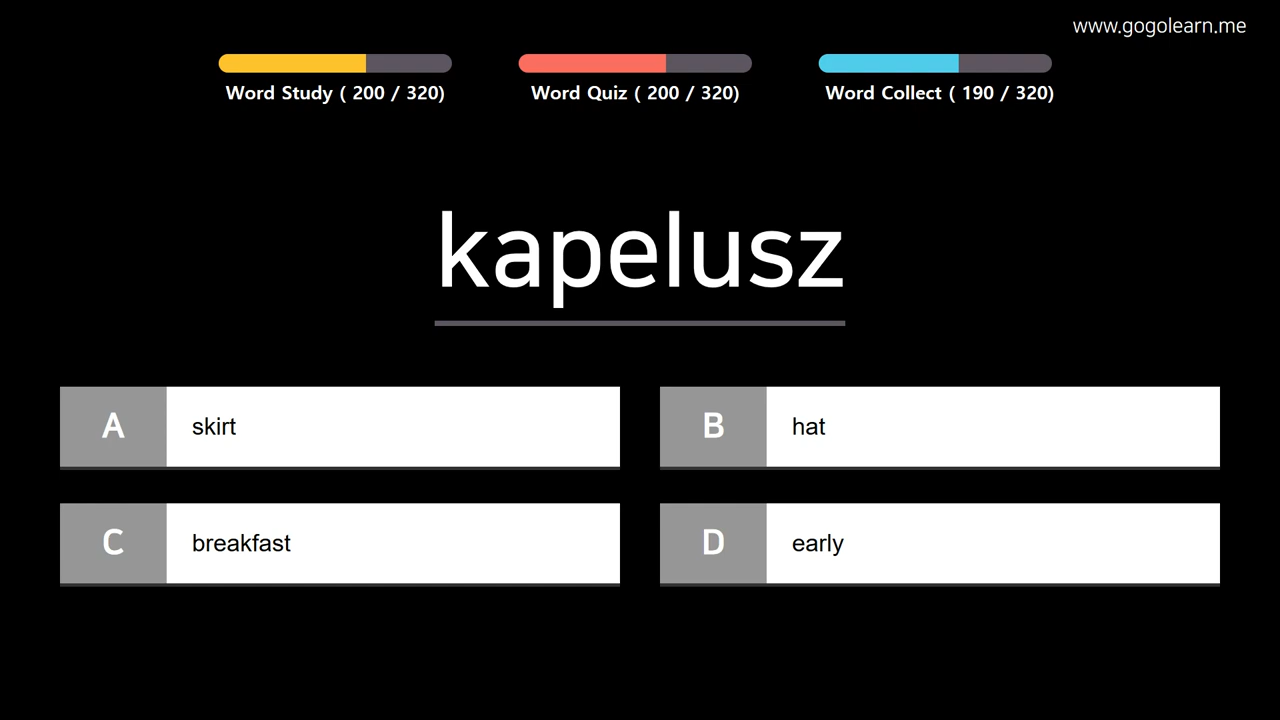 www.gogolearn.me
Word Study ( 200 / 320)
Word Quiz ( 200 / 320)
Word Collect ( 190 / 320)
kapelusz
A skirt
B hat
C breakfast
D early